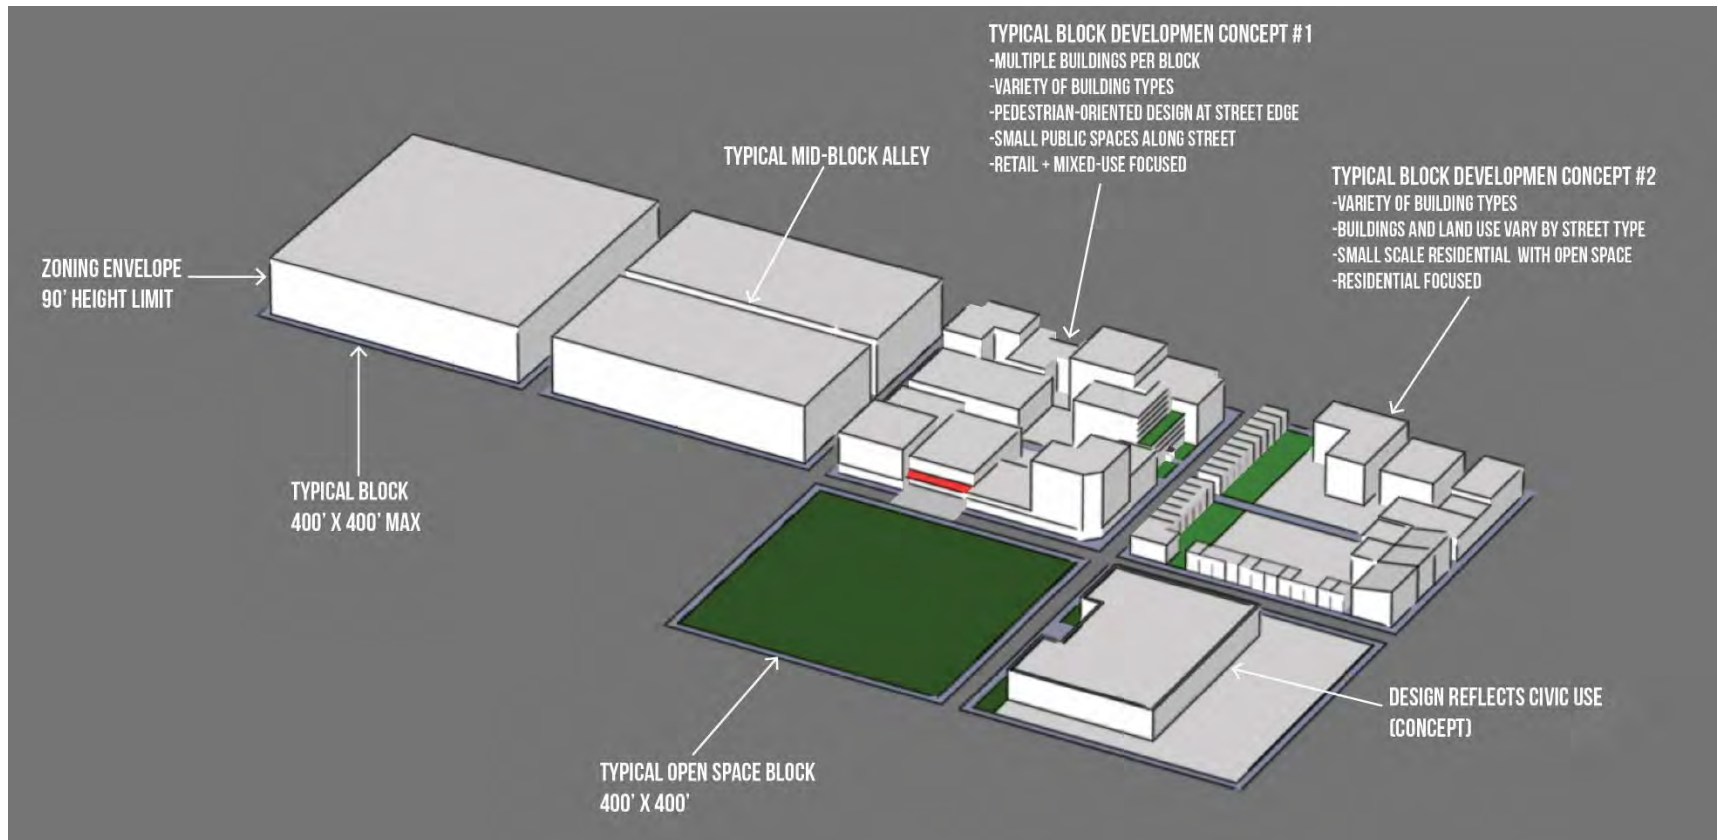 TYPICAL BLOCK DEVELOPMEN CONCEPT #1
-MULTIPLE BUILDINGS PER BLOCK
-VARIETY OF BUILDING TYPES
-PEDESTRIAN-ORIENTED DESIGN AT STREET EDGE
-SMALL PUBLIC SPACES ALONG STREET
-RETAIL + MIXED-USE FOCUSED
TYPICAL MID-BLOCK ALLEY
TYPICAL BLOCK DEVELOPMEN CONCEPT #2
-VARIETY OF BUILDING TYPES
-BUILDINGS AND LAND USE VARY BY STREET TYPE
-SMALL SCALE RESIDENTIAL WITH OPEN SPACE
-RESIDENTIAL FOCUSED
ZONING ENVELOPE
90' HEIGHT LIMIT
TYPICAL BLOCK
400' X 400' MAX
DESIGN REFLECTS CIVIC USE
(CONCEPT)
TYPICAL OPEN SPACE BLOCK
400' X 400'